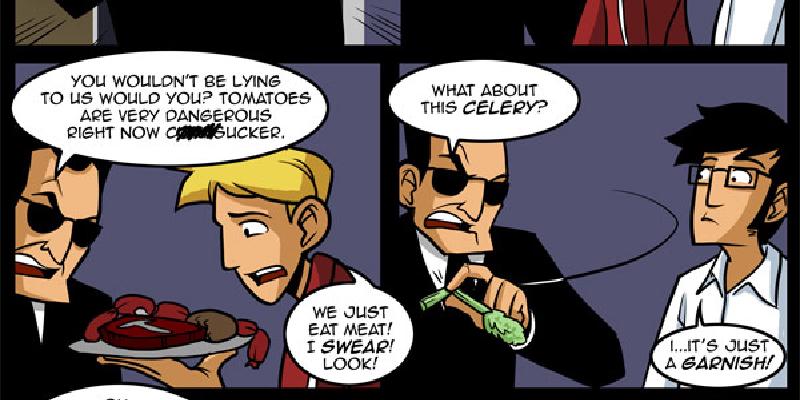 YOU WOULDN'T BE LYING
TO US WOULD YOU? TOMATOES
ARE VERY DANGEROUS
RIGHT NOW C SUCKER.
WE JUST
EAT MEAT!
I SWEAR!
LOOK!
WHAT ABOUT
THIS CELERY?
I...IT'S JUST
A GARNISH!